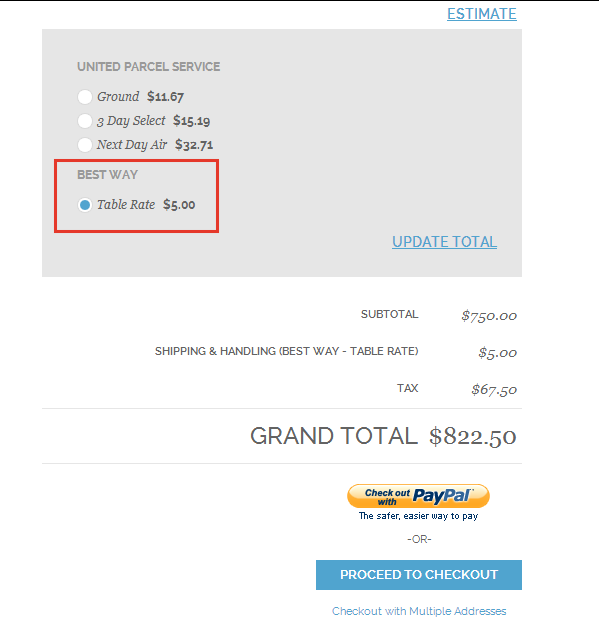 ESTIMATE
UNITED PARCEL SERVICE
Ground $11.67
3 Day Select $15.19
Next Day Air $32.71
BEST WAY
Table Rate $5.00
UPDATE TOTAL
SUBTOTAL $750.00
SHIPPING & HANDLING (BEST WAY - TABLE RATE) $5.00
TAX $67.50
GRAND TOTAL $822.50
Check out
with PayPal
The safer, easier way to pay
-OR-
PROCEED TO CHECKOUT
Checkout with Multiple Addresses